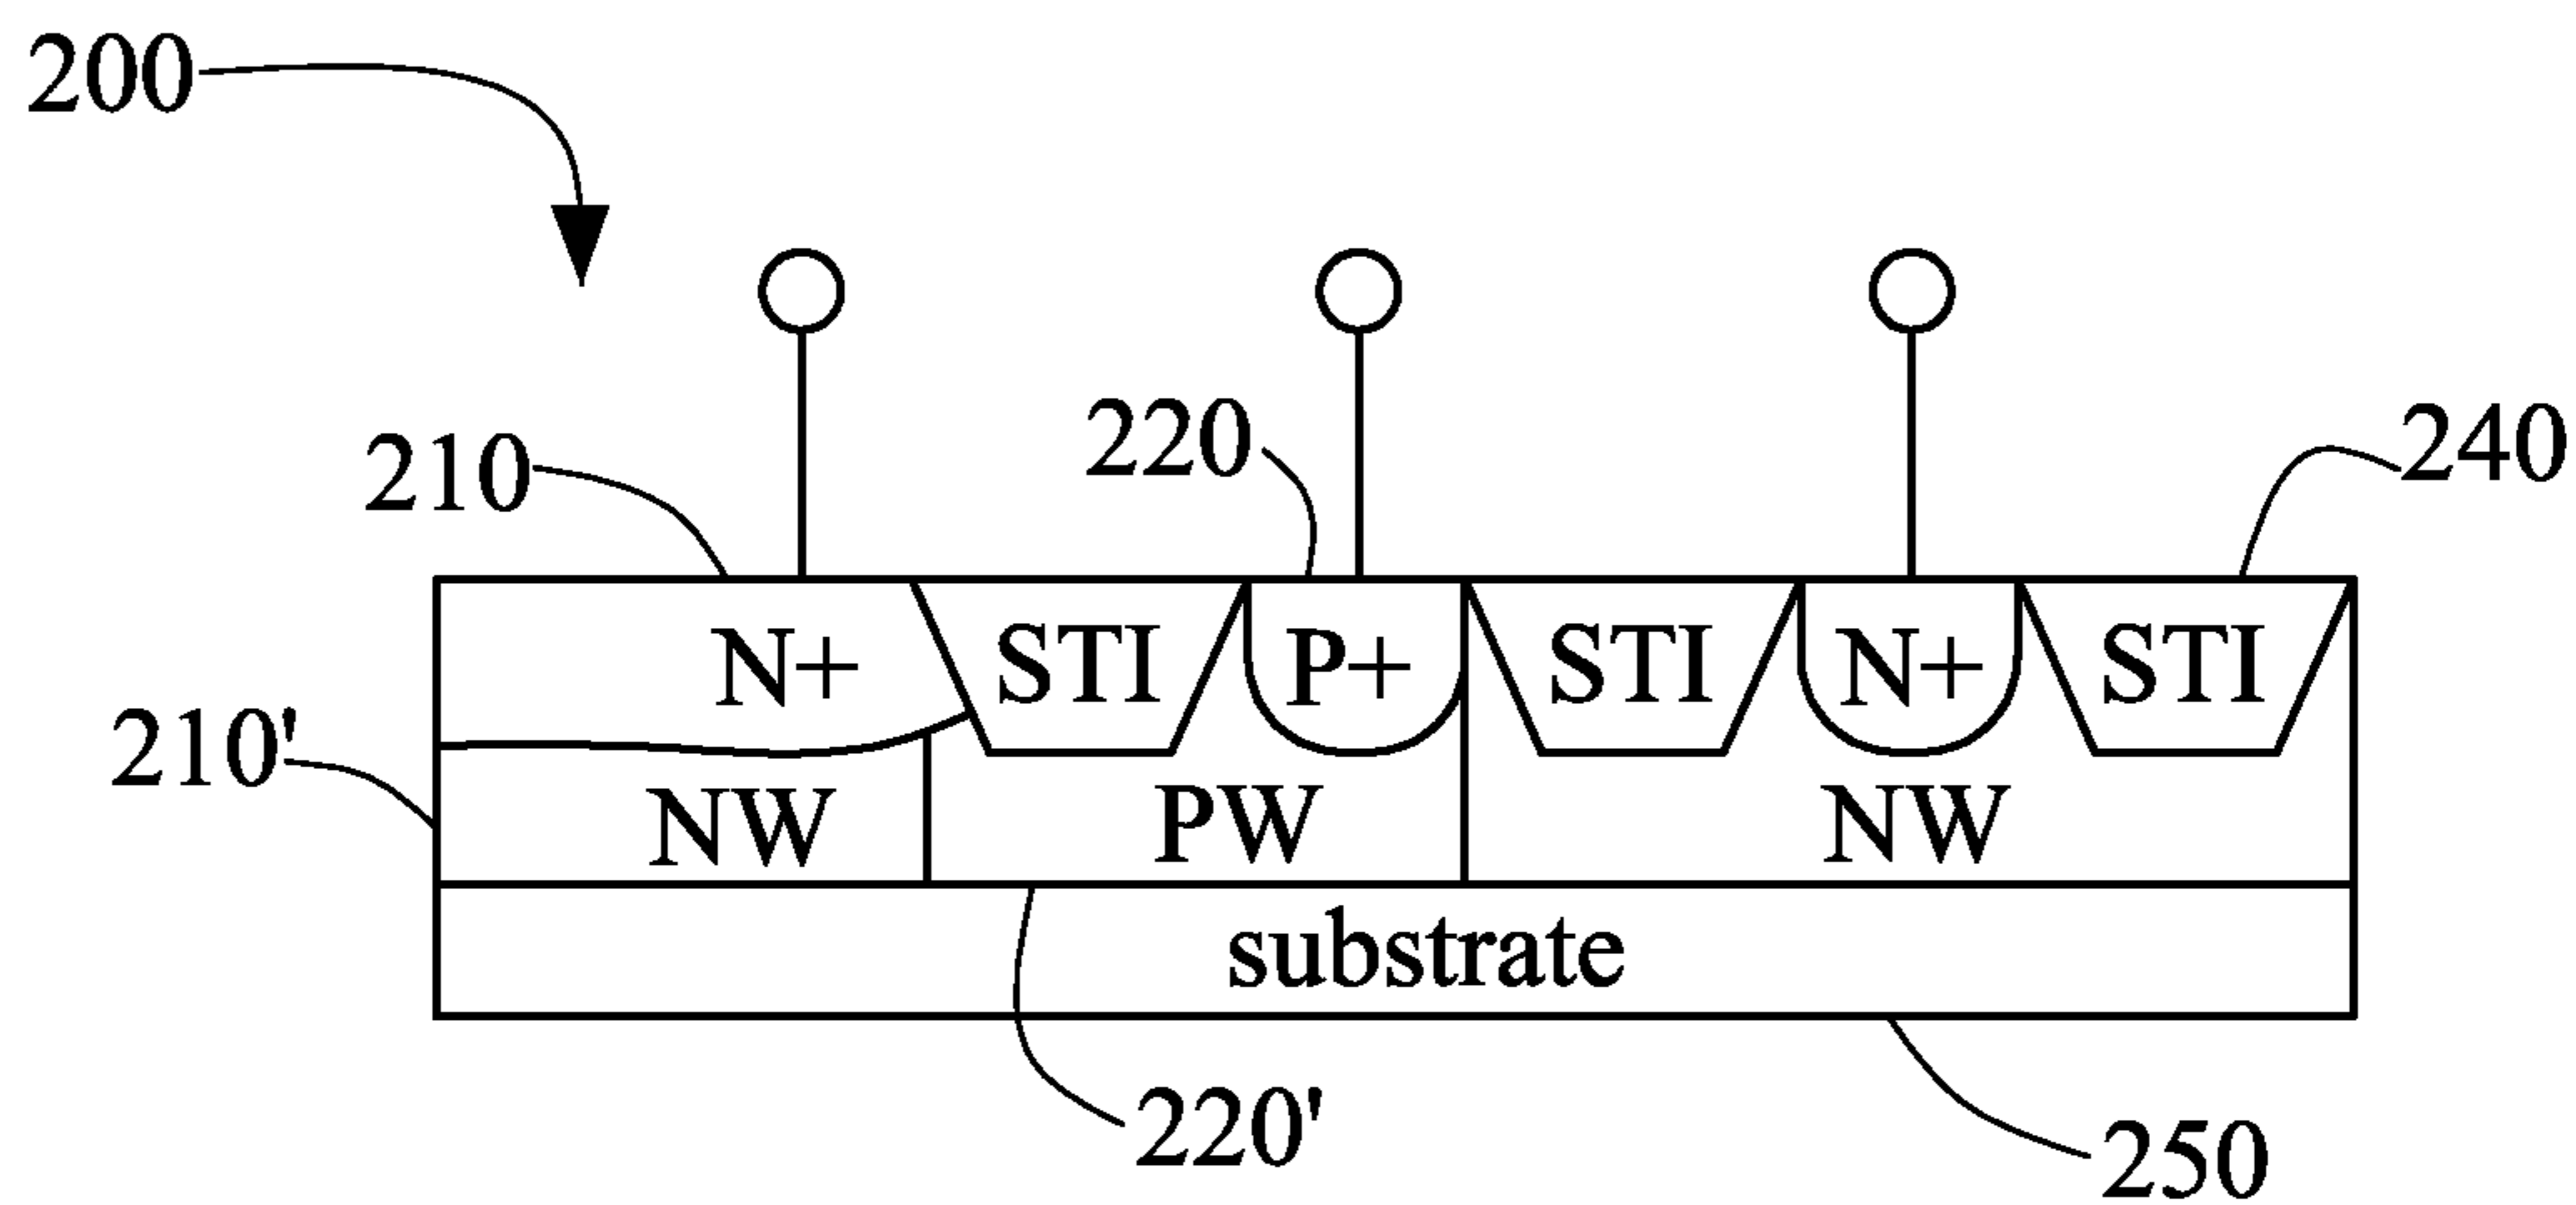 200
220
240
210
N+ STI P+ STI N+ STI
210'
NW PW NW
substrate
220'
250